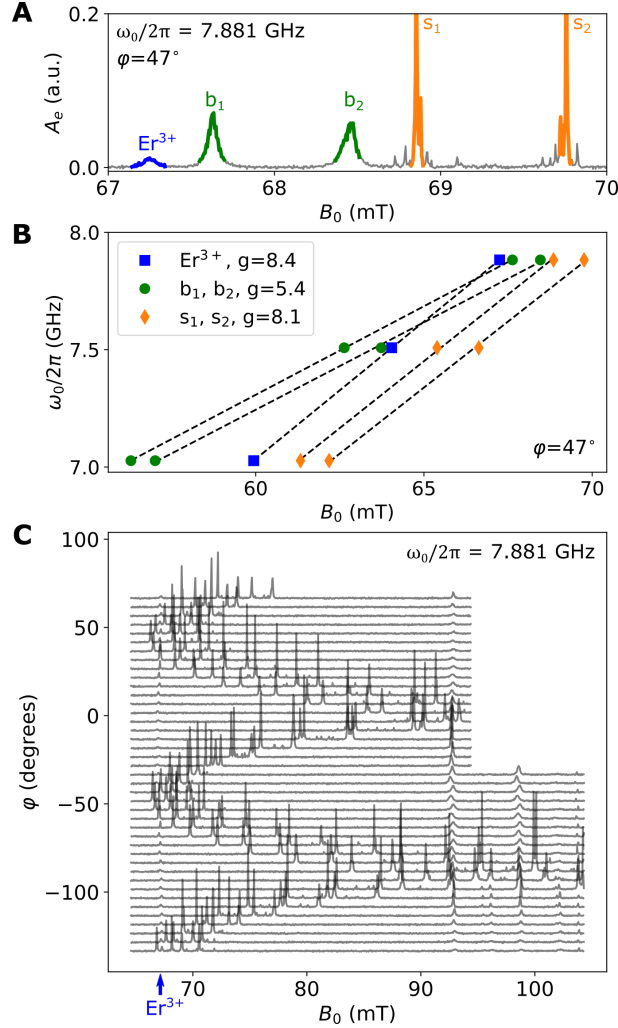 A
ω₀/2π = 7.881 GHz
φ=47°
s₁
s₂
b₁
b₂
Er³⁺
0.2
0.0
Aₑ (a.u.)
67
68
69
70
B₀ (mT)
B
8.0
7.5
7.0
ω₀/2π (GHz)
Er³⁺, g=8.4
b₁, b₂, g=5.4
s₁, s₂, g=8.1
φ=47°
60
65
70
B₀ (mT)
C
ω₀/2π = 7.881 GHz
100
50
0
−50
−100
φ (degrees)
70
80
90
100
Er³⁺
B₀ (mT)